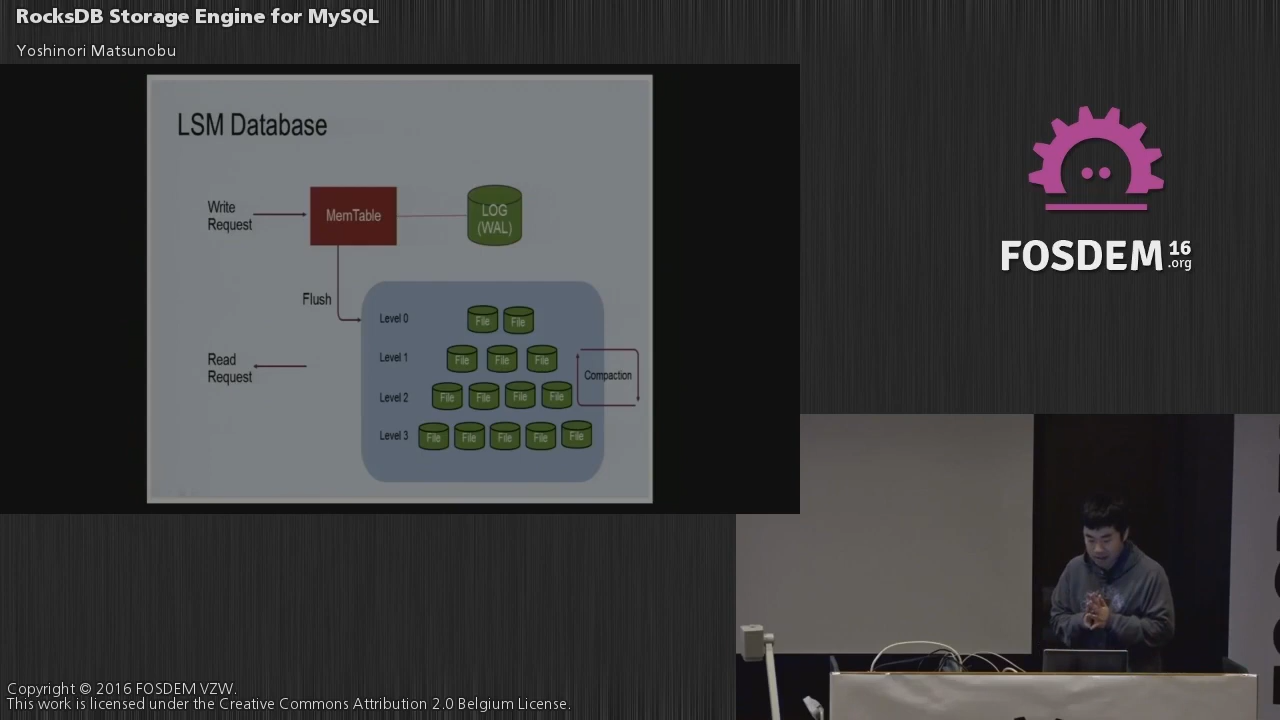 RocksDB Storage Engine for MySQL
Yoshinori Matsunobu
LSM Database
Write
Request
MemTable
LOG
(WAL)
Flush
Level 0
File File
Read
Request
Level 1
File File File
Compaction
Level 2
File File File File
Level 3
File File File File File
FOSDEM 16
.org
Copyright © 2016 FOSDEM VZW.
This work is licensed under the Creative Commons Attribution 2.0 Belgium License.